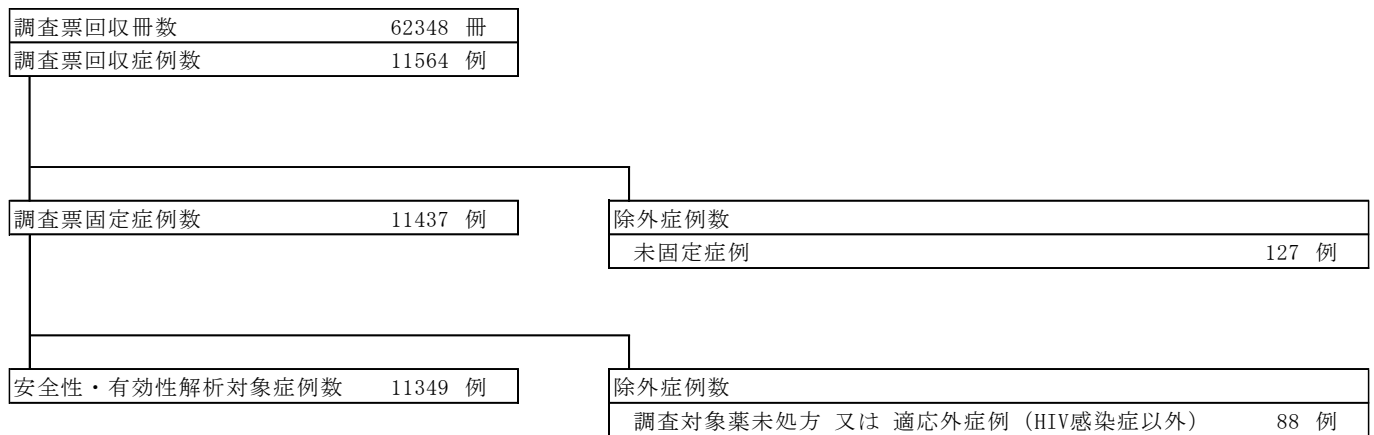 調査票回収冊数 62348 冊
調査票回収症例数 11564 例
調査票固定症例数 11437 例
除外症例数
未固定症例 127 例
安全性・有効性解析対象症例数 11349 例
除外症例数
調査対象薬未処方 又は 適応外症例 (HIV感染症以外) 88 例